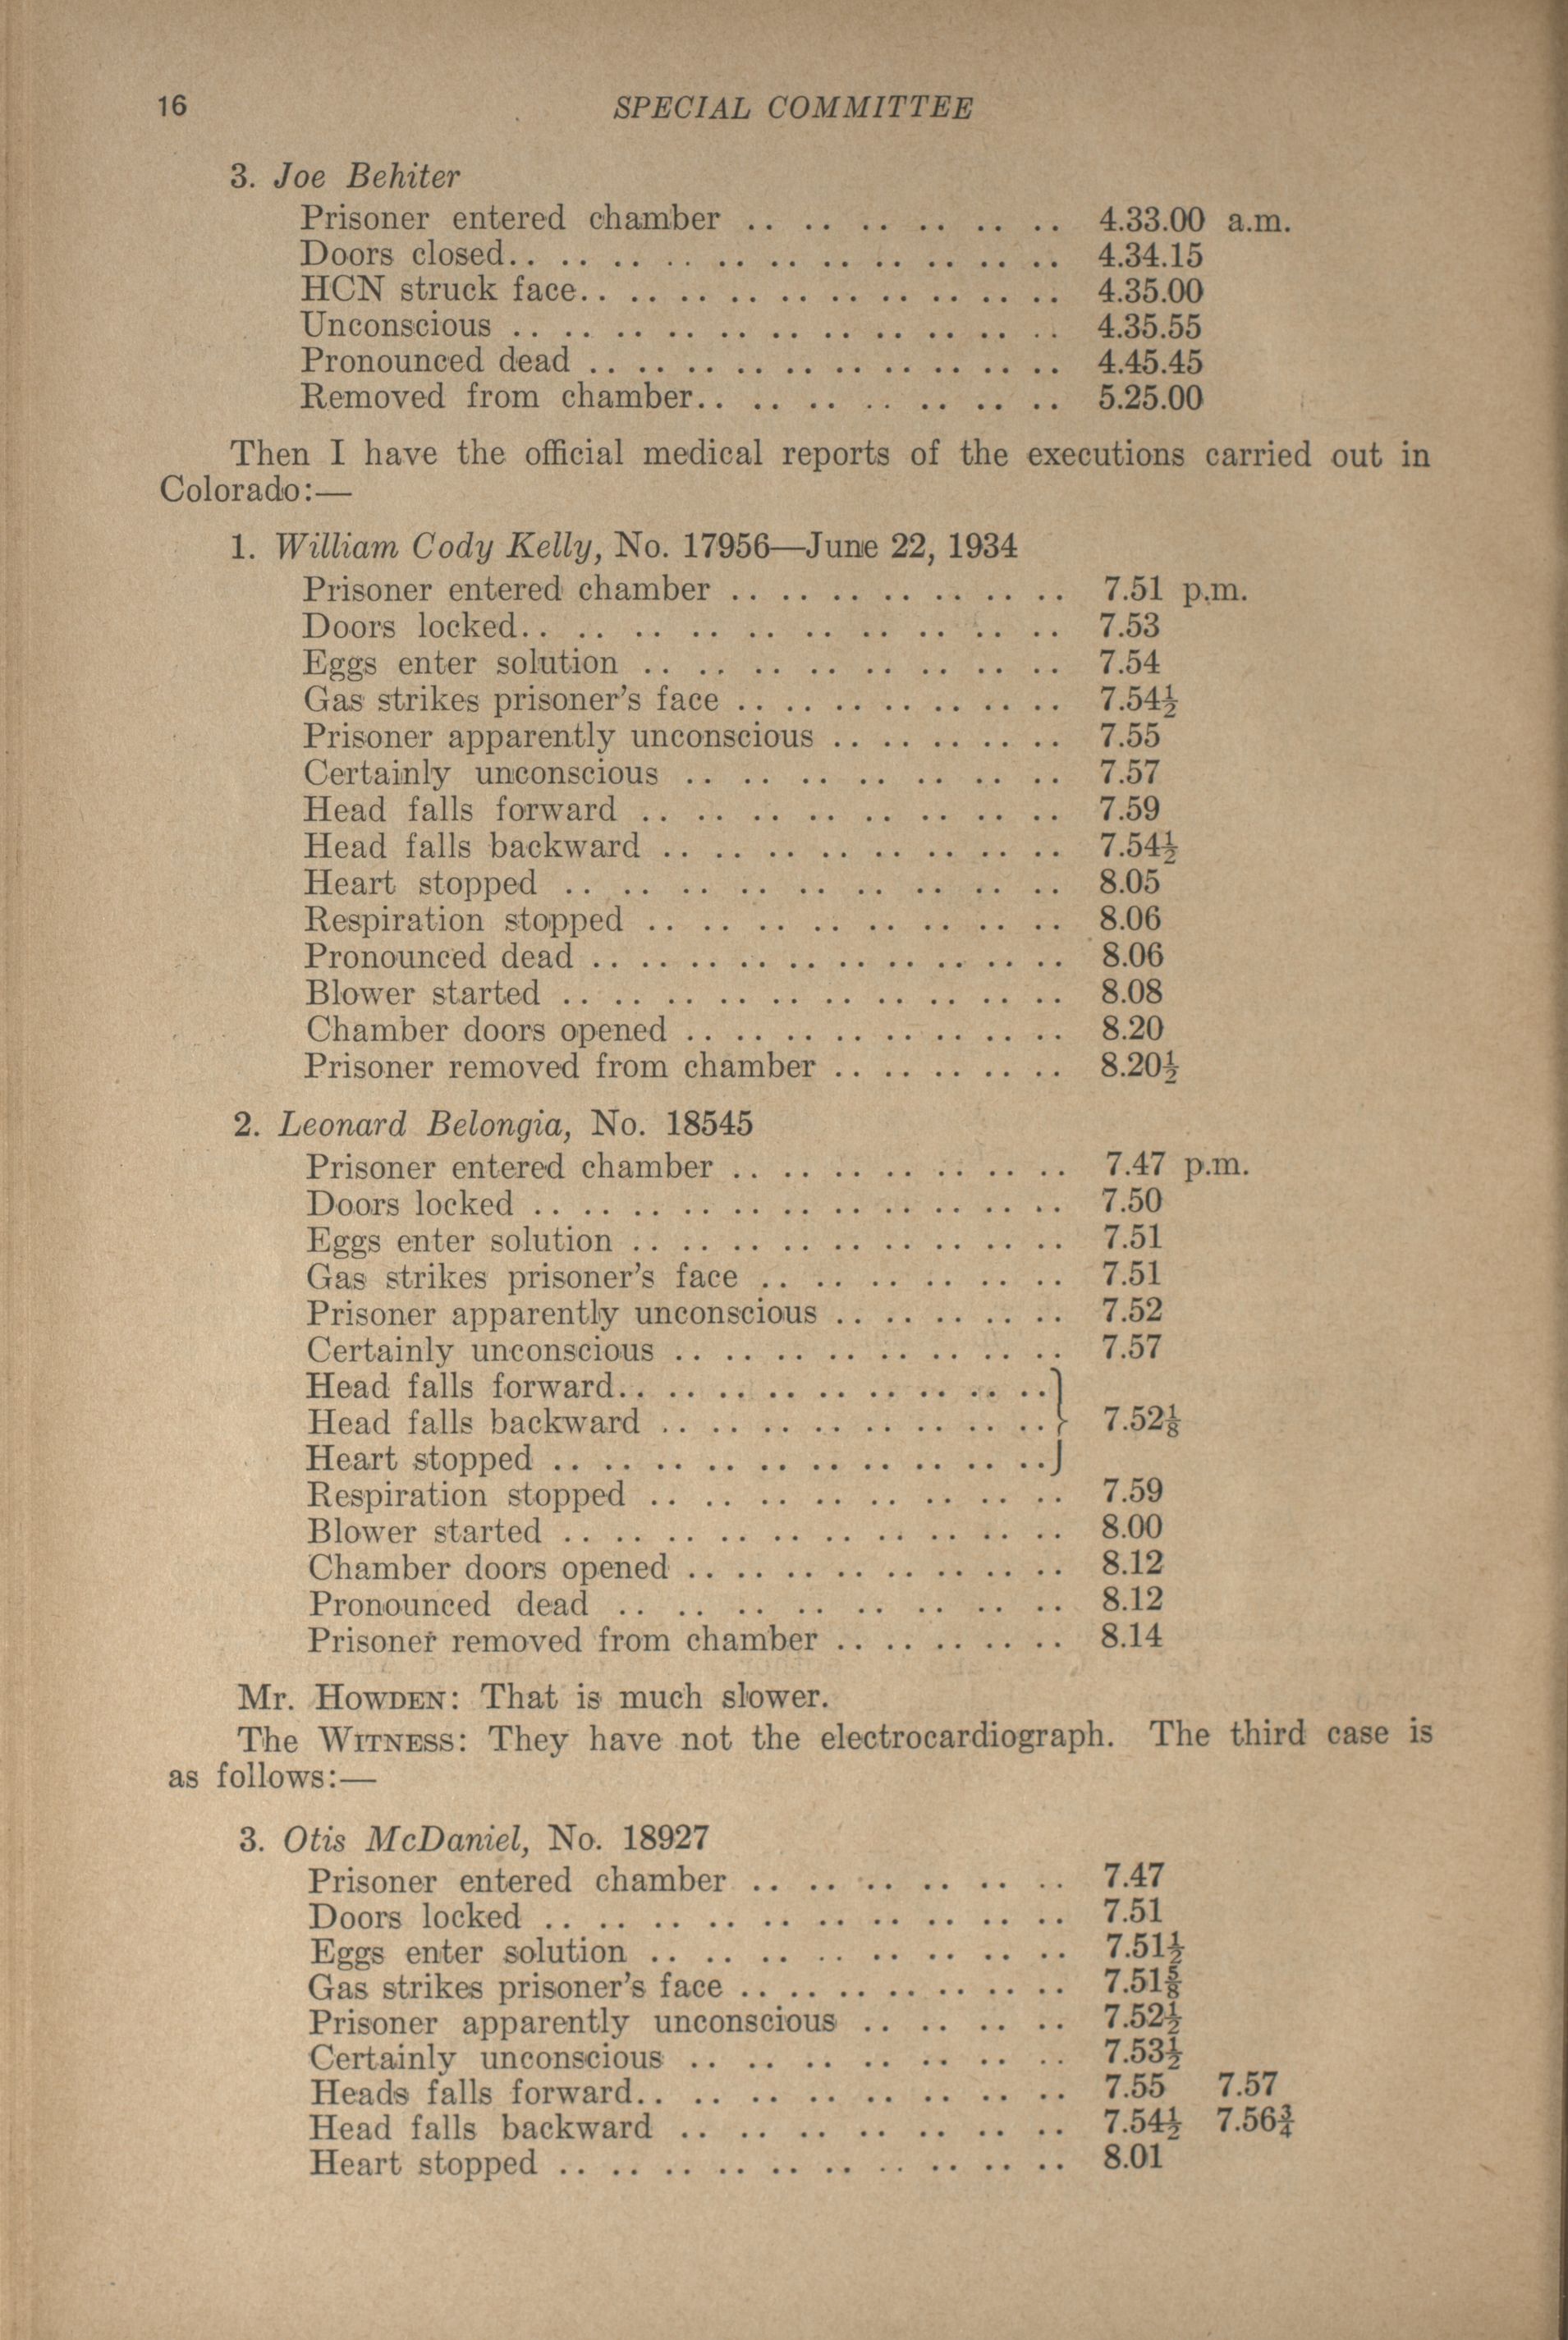 16 SPECIAL COMMITTEE
3. Joe Behiter
Prisoner entered chamber .. .. .. .. .. .. 4.33.00 a.m.
Doors closed.. .. .. .. .. .. .. .. .. .. .. 4.34.15
HCN struck face.. .. .. .. .. .. .. .. .. .. 4.35.00
Unconscious .. .. .. .. .. .. .. .. .. .. .. 4.35.55
Pronounced dead .. .. .. .. .. .. .. .. .. .. 4.45.45
Removed from chamber.. .. .. .. .. .. .. 5.25.00
Then I have the official medical reports of the executions carried out in
Colorado:—
1. William Cody Kelly, No. 17956—June 22, 1934
Prisoner entered chamber .. .. .. .. .. .. .. 7.51 p.m.
Doors locked.. .. .. .. .. .. .. .. .. .. 7.53
Eggs enter solution .. .. .. .. .. .. .. .. 7.54
Gas strikes prisoner's face .. .. .. .. .. .. .. 7.54½
Prisoner apparently unconscious .. .. .. .. .. 7.55
Certainly unconscious .. .. .. .. .. .. .. 7.57
Head falls forward .. .. .. .. .. .. .. .. 7.59
Head falls backward .. .. .. .. .. .. .. .. 7.54½
Heart stopped .. .. .. .. .. .. .. .. .. 8.05
Respiration stopped .. .. .. .. .. .. .. .. 8.06
Pronounced dead .. .. .. .. .. .. .. .. .. .. 8.06
Blower started .. .. .. .. .. .. .. .. .. .. 8.08
Chamber doors opened .. .. .. .. .. .. .. .. 8.20
Prisoner removed from chamber .. .. .. .. .. 8.20½
2. Leonard Belongia, No. 18545
Prisoner entered chamber .. .. .. .. .. .. .. 7.47 p.m.
Doors locked .. .. .. .. .. .. .. .. .. .. .. 7.50
Eggs enter solution .. .. .. .. .. .. .. .. .. 7.51
Gas strikes prisoner's face .. .. .. .. .. .. 7.51
Prisoner apparently unconscious .. .. .. .. .. 7.52
Certainly unconscious .. .. .. .. .. .. .. .. 7.57
Head falls forward.. .. .. .. .. .. .. .. ..}
Head falls backward .. .. .. .. .. .. .. ..} 7.52½
Heart stopped .. .. .. .. .. .. .. .. .. ..}
Respiration stopped .. .. .. .. .. .. .. .. 7.59
Blower started .. .. .. .. .. .. .. .. .. .. 8.00
Chamber doors opened .. .. .. .. .. .. .. .. 8.12
Pronounced dead .. .. .. .. .. .. .. .. 8.12
Prisoner removed from chamber .. .. .. .. .. 8.14
Mr. HOWDEN: That is much slower.
The WITNESS: They have not the electrocardiograph. The third case is
as follows:—
3. Otis McDaniel, No. 18927
Prisoner entered chamber .. .. .. .. .. .. 7.47
Doors locked .. .. .. .. .. .. .. .. .. .. 7.51
Eggs enter solution .. .. .. .. .. .. .. .. 7.51½
Gas strikes prisoner's face .. .. .. .. .. .. ..
Prisoner apparently unconscious .. .. .. .. 7.52½
Certainly unconscious .. .. .. .. .. .. .. 7.53½
Heads falls forward.. .. .. .. .. .. .. .. 7.55 7.57
Head falls backward .. .. .. .. .. .. .. 7.54½ 7.56¾
Heart stopped .. .. .. .. .. .. .. .. .. .. 8.01